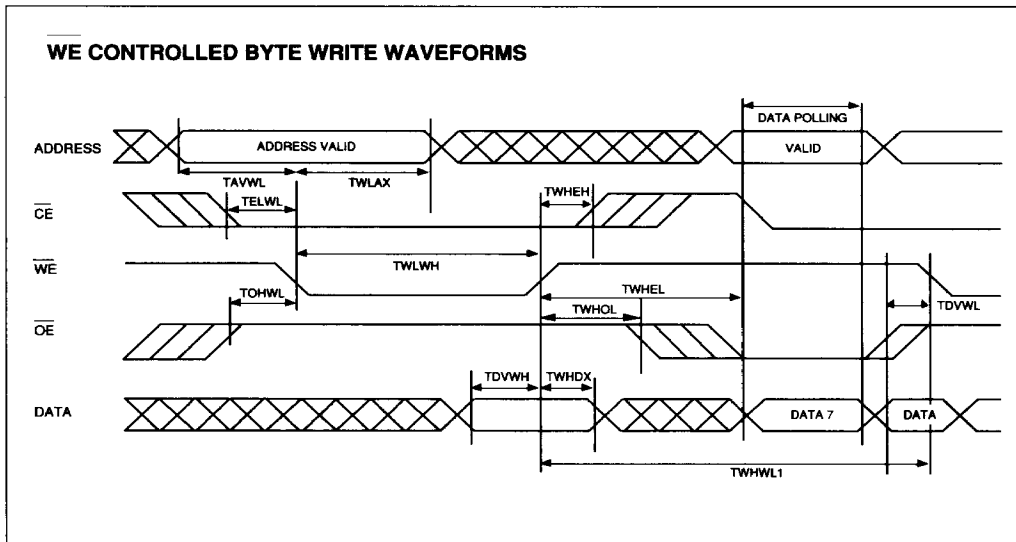 WE CONTROLLED BYTE WRITE WAVEFORMS
DATA POLLING
ADDRESS
ADDRESS VALID
VALID
TAVWL
TWLAX
TWHEH
CE
TELWL
TWLWH
WE
TWHEL
TOHWL
TWHOL
TDVWL
OE
TDVWH
TWHDX
DATA
DATA 7
DATA
TWHWL1